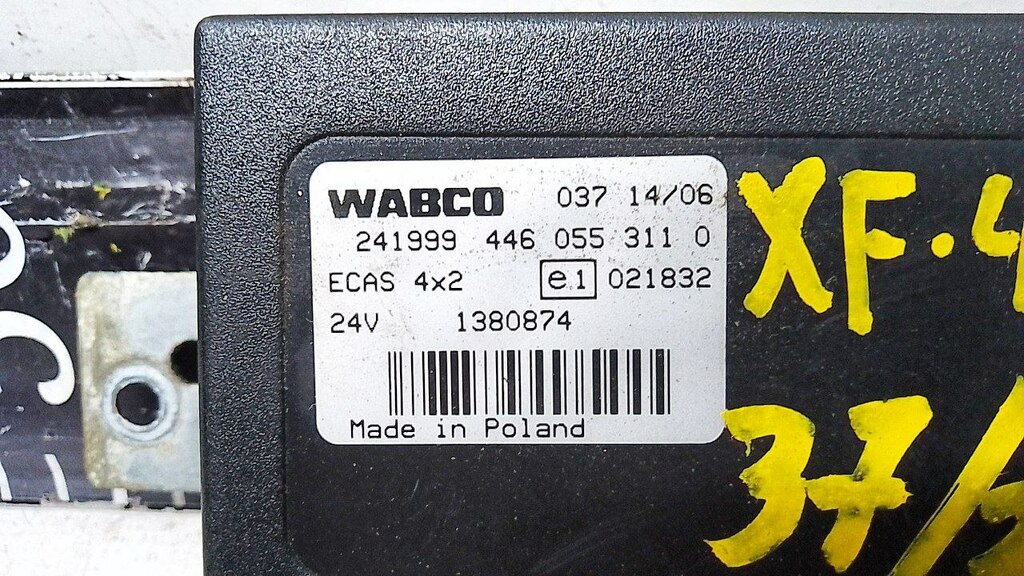 WABCO 037 14/06
241999 446 055 311 0
ECAS 4x2 e1 021832
24V 1380874
Made in Poland
XF.4
37/